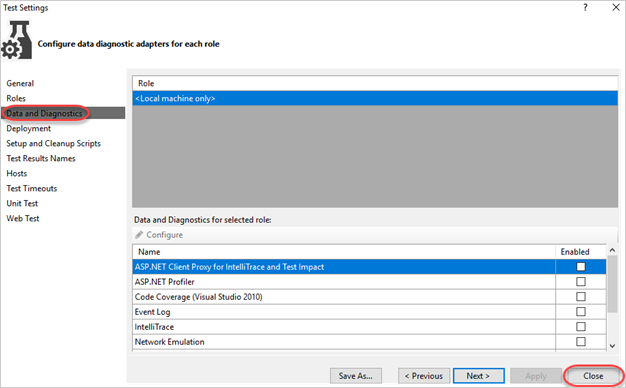 Test Settings
?
Configure data diagnostic adapters for each role
General
Roles
Data and Diagnostics
Deployment
Setup and Cleanup Scripts
Test Results Names
Hosts
Test Timeouts
Unit Test
Web Test
Role
<Local machine only>
Data and Diagnostics for selected role:
Configure
Name Enabled
ASP.NET Client Proxy for IntelliTrace and Test Impact
ASP.NET Profiler
Code Coverage (Visual Studio 2010)
Event Log
IntelliTrace
Network Emulation
Save As... < Previous Next > Apply Close